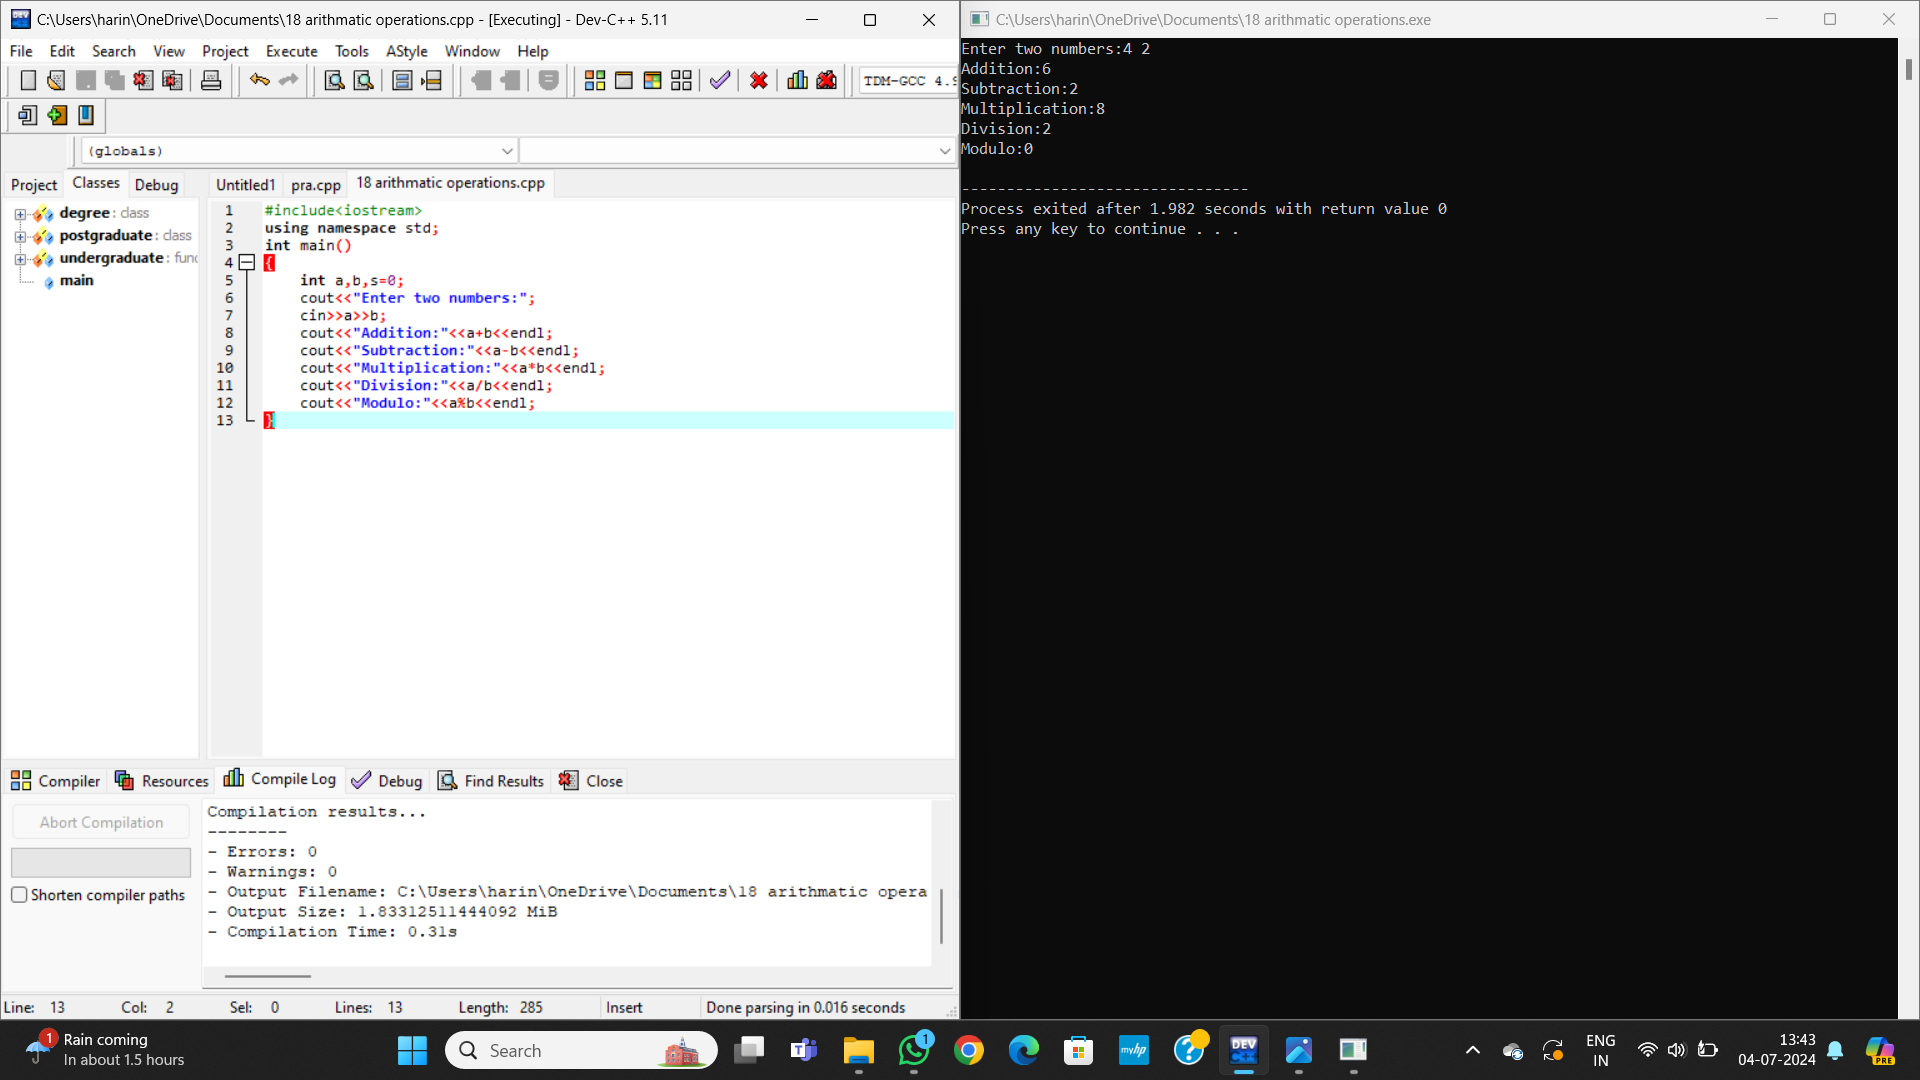 C:\Users\harin\OneDrive\Documents\18 arithmatic operations.cpp - [Executing] - Dev-C++ 5.11
File Edit Search View Project Execute Tools AStyle Window Help
TDM-GCC 4.9
(globals)
Project Classes Debug
degree : class
postgraduate : class
undergraduate : func
main
Untitled1 pra.cpp 18 arithmatic operations.cpp
1 #include<iostream>
2 using namespace std;
3 int main()
4 {
5 int a,b,s=0;
6 cout<<"Enter two numbers:";
7 cin>>a>>b;
8 cout<<"Addition:"<<a+b<<endl;
9 cout<<"Subtraction:"<<a-b<<endl;
10 cout<<"Multiplication:"<<a*b<<endl;
11 cout<<"Division:"<<a/b<<endl;
12 cout<<"Modulo:"<<a%b<<endl;
13 }
Compiler Resources Compile Log Debug Find Results Close
Abort Compilation
Shorten compiler paths
Compilation results...
--------
- Errors: 0
- Warnings: 0
- Output Filename: C:\Users\harin\OneDrive\Documents\18 arithmatic opera
- Output Size: 1.83312511444092 MiB
- Compilation Time: 0.31s
Line: 13 Col: 2 Sel: 0 Lines: 13 Length: 285 Insert Done parsing in 0.016 seconds
C:\Users\harin\OneDrive\Documents\18 arithmatic operations.exe
Enter two numbers:4 2
Addition:6
Subtraction:2
Multiplication:8
Division:2
Modulo:0
--------------------------------
Process exited after 1.982 seconds with return value 0
Press any key to continue . . .
1
Rain coming
In about 1.5 hours
Search
1
myhp
DEV
C++
ENG
IN
13:43
04-07-2024
PRE